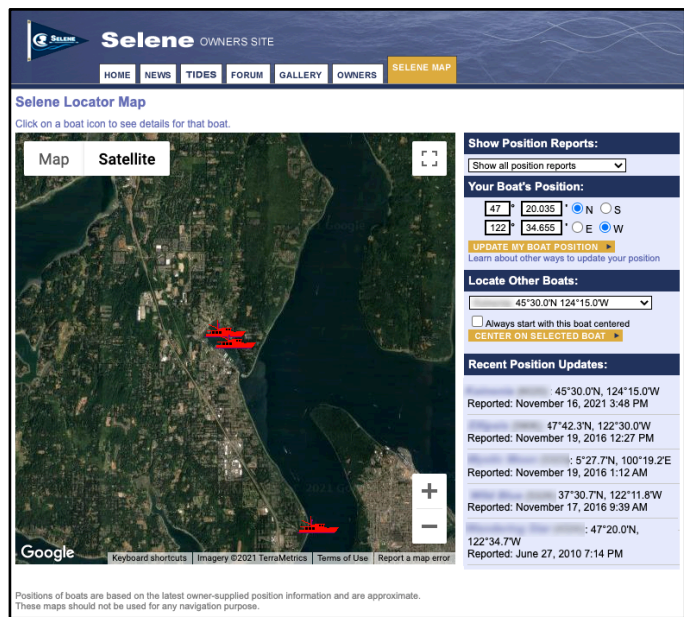 SELENE
Selene OWNERS SITE
HOME NEWS TIDES FORUM GALLERY OWNERS SELENE MAP
Selene Locator Map
Click on a boat icon to see details for that boat.
Map Satellite
Google
Keyboard shortcuts Imagery ©2021 TerraMetrics Terms of Use Report a map error
Show Position Reports:
Show all position reports
Your Boat's Position:
47 ° 20.035 ' N S
122 ° 34.655 ' E W
UPDATE MY BOAT POSITION
Learn about other ways to update your position
Locate Other Boats:
45°30.0'N 124°15.0'W
Always start with this boat centered
CENTER ON SELECTED BOAT
Recent Position Updates:
: 45°30.0'N, 124°15.0'W
Reported: November 16, 2021 3:48 PM
47°42.3'N, 122°30.0'W
Reported: November 19, 2016 12:27 PM
: 5°27.7'N, 100°19.2'E
Reported: November 19, 2016 1:12 AM
37°30.7'N, 122°11.8'W
Reported: November 17, 2016 9:39 AM
: 47°20.0'N,
122°34.7'W
Reported: June 27, 2010 7:14 PM
Positions of boats are based on the latest owner-supplied position information and are approximate.
These maps should not be used for any navigation purpose.